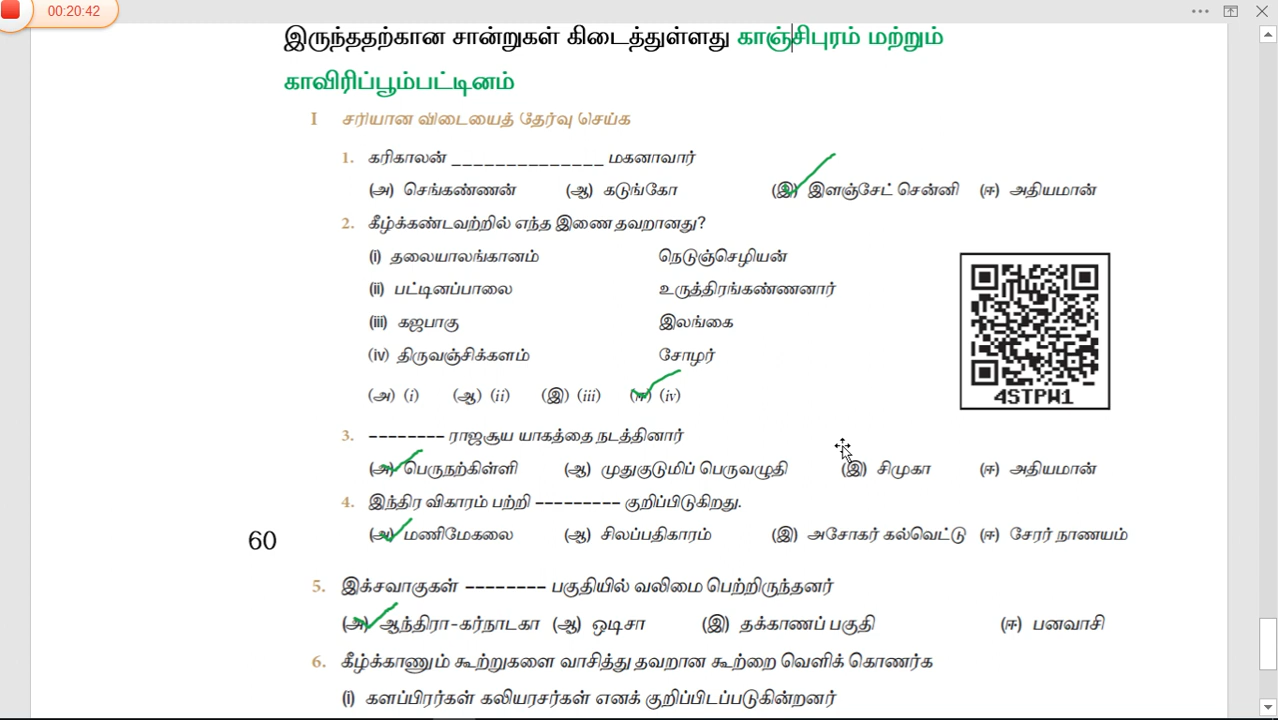 00:20:42
இருந்ததற்கான சான்றுகள் கிடைத்துள்ளது காஞ்சிபுரம் மற்றும்
காவிரிப்பூம்பட்டினம்
I சரியான விடையைத் தேர்வு செய்க
1. கரிகாலன் ______________ மகனாவார்
(அ) செங்கண்ணன் (ஆ) கடுங்கோ (இ) இளஞ்சேட் சென்னி (ஈ) அதியமான்
2. கீழ்க்கண்டவற்றில் எந்த இணை தவறானது?
(i) தலையாலங்கானம் நெடுஞ்செழியன்
(ii) பட்டினப்பாலை உருத்திரங்கண்ணனார்
(iii) கஜபாகு இலங்கை
(iv) திருவஞ்சிக்களம் சோழர்
(அ) (i) (ஆ) (ii) (இ) (iii) (ஈ) (iv)
4STPW1
3. -------- ராஜசூய யாகத்தை நடத்தினார்
(அ) பெருநற்கிள்ளி (ஆ) முதுகுடுமிப் பெருவழுதி (இ) சிமுகா (ஈ) அதியமான்
4. இந்திர விகாரம் பற்றி --------- குறிப்பிடுகிறது.
(அ) மணிமேகலை (ஆ) சிலப்பதிகாரம் (இ) அசோகர் கல்வெட்டு (ஈ) சேரர் நாணயம்
60
5. இக்சவாகுகள் -------- பகுதியில் வலிமை பெற்றிருந்தனர்
(அ) ஆந்திரா-கர்நாடகா (ஆ) ஒடிசா (இ) தக்காணப் பகுதி (ஈ) பனவாசி
6. கீழ்க்காணும் கூற்றுகளை வாசித்து தவறான கூற்றை வெளிக் கொணர்க
(i) களப்பிரர்கள் கலியரசர்கள் எனக் குறிப்பிடப்படுகின்றனர்